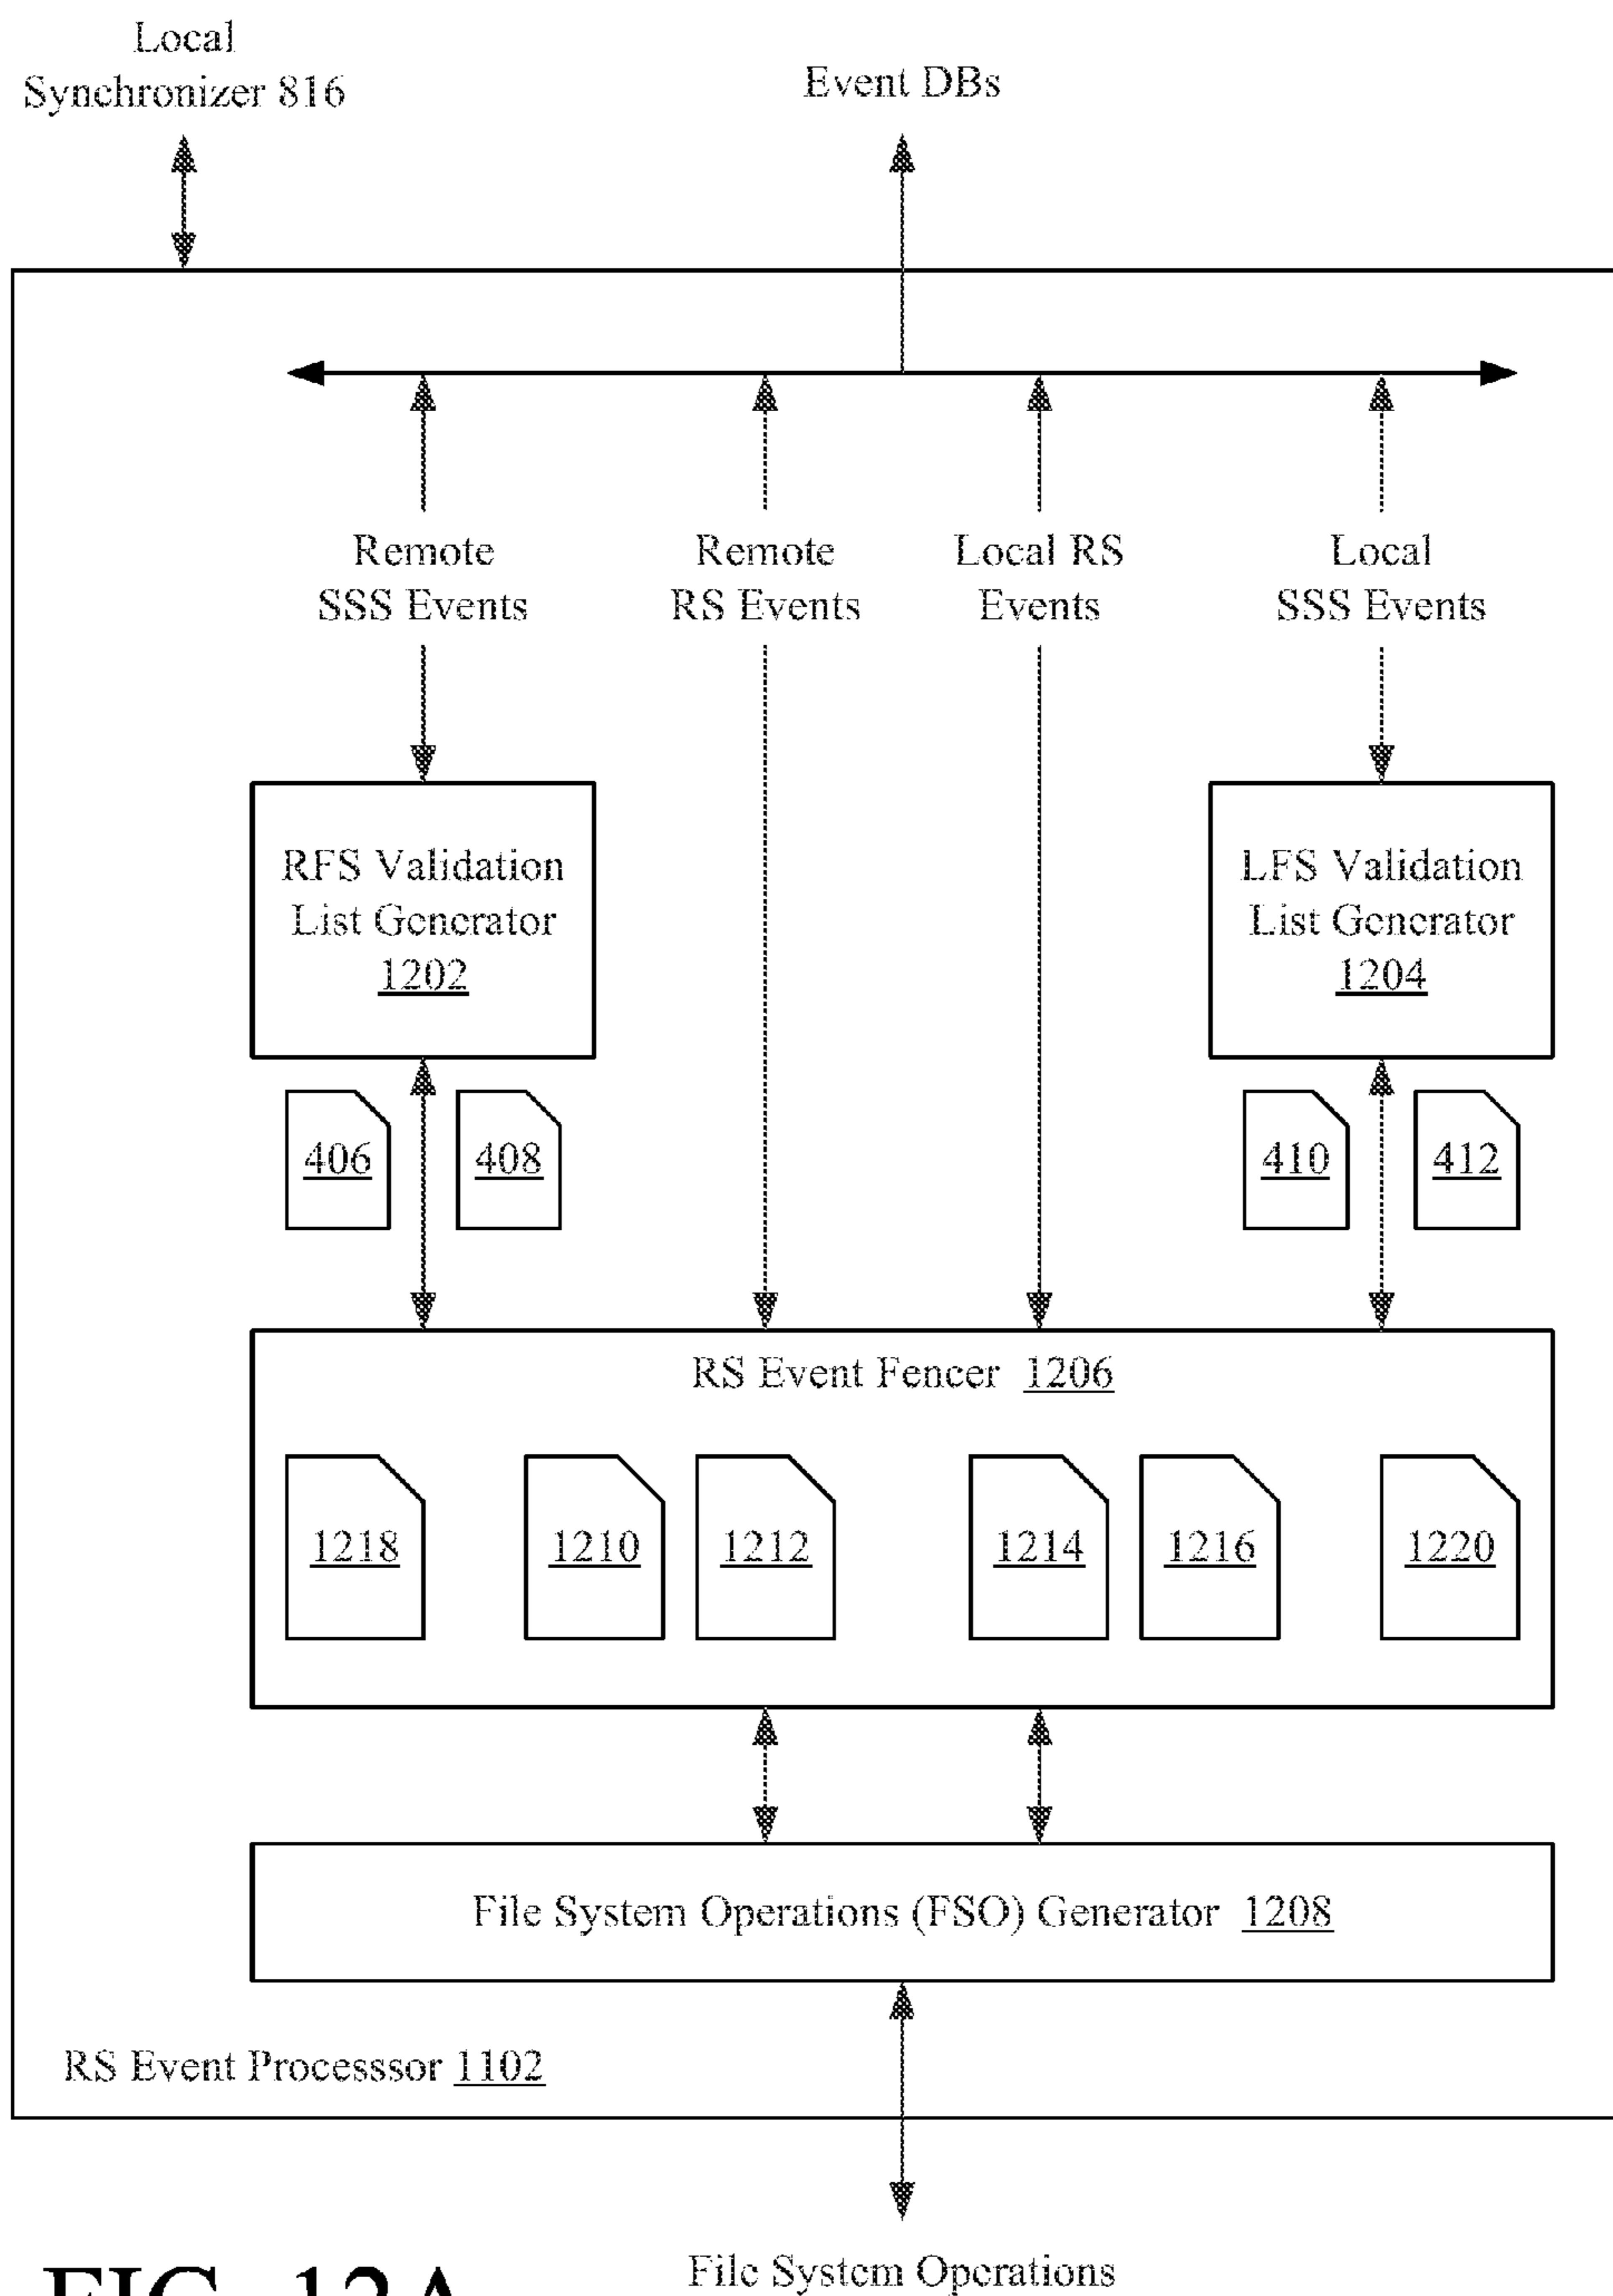 Local
Synchronizer 816
Event DBs
Remote
SSS Events
Remote
RS Events
Local RS
Events
Local
SSS Events
RFS Validation
List Generator
1202
LFS Validation
List Generator
1204
406
408
410
412
RS Event Fencer 1206
1218
1210
1212
1214
1216
1220
File System Operations (FSO) Generator 1208
RS Event Processsor 1102
File System Operations
FIG. 12A